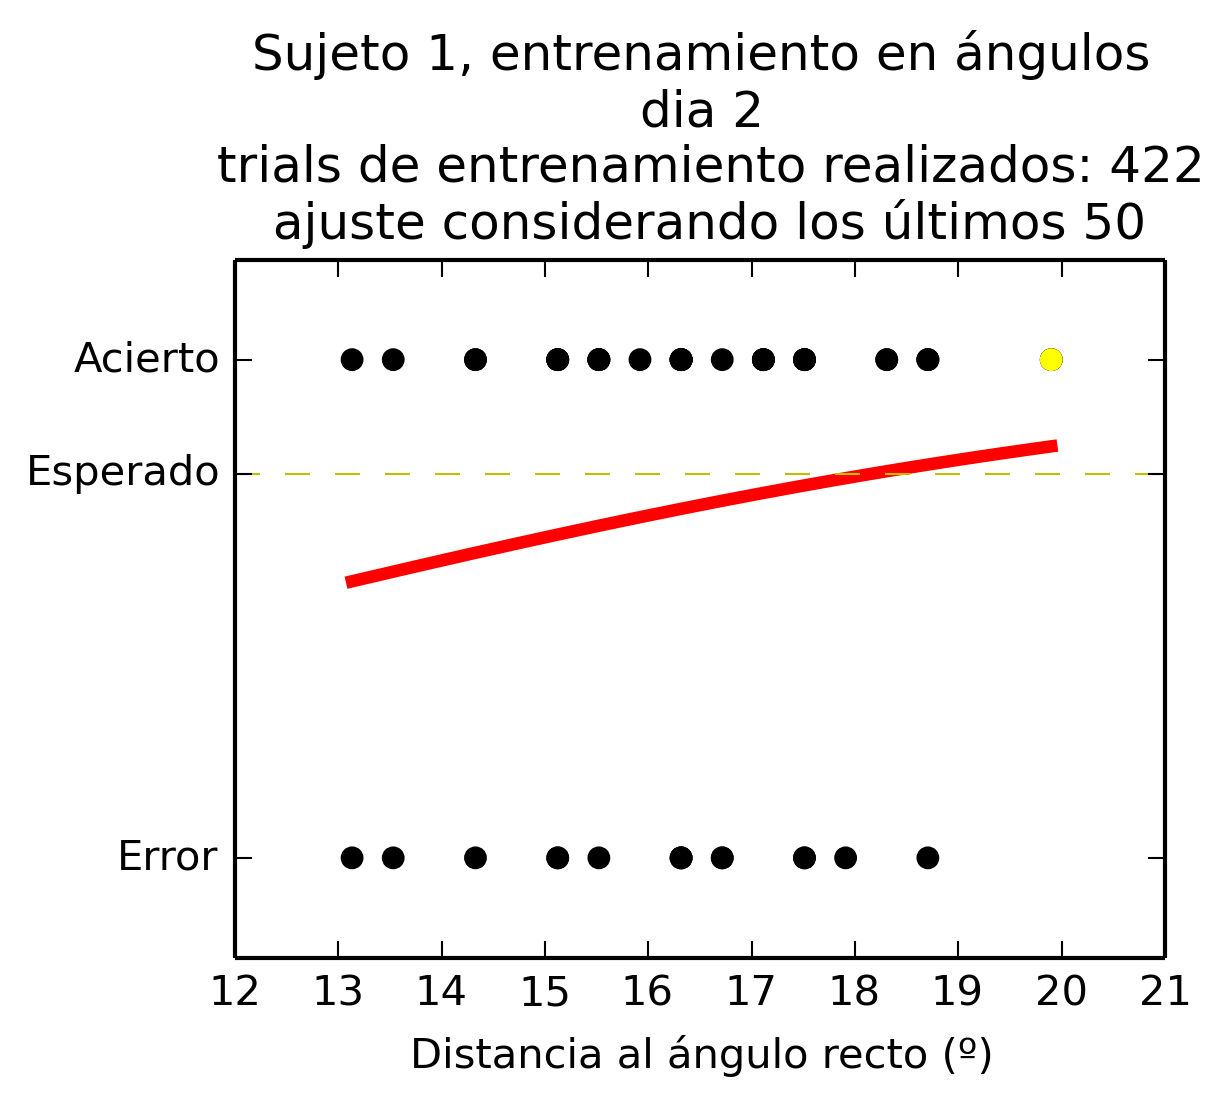 Sujeto 1, entrenamiento en ángulos
dia 2
trials de entrenamiento realizados: 422
ajuste considerando los últimos 50
Acierto
Esperado
Error
12 13 14 15 16 17 18 19 20 21
Distancia al ángulo recto (º)